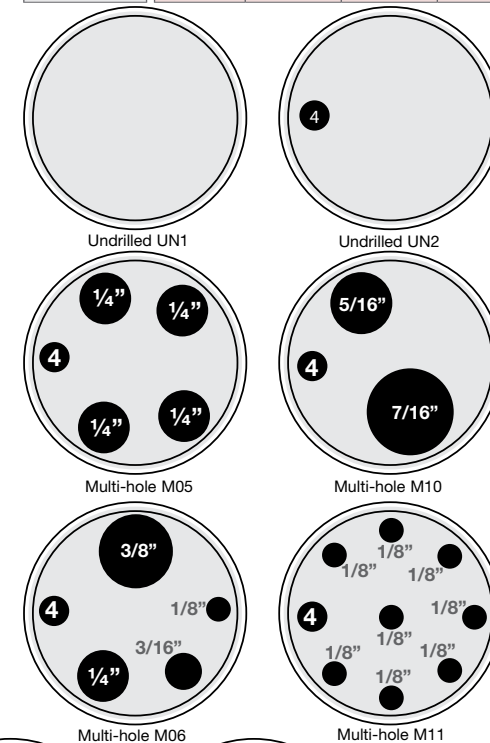 4
Undrilled UN1
Undrilled UN2
¼” ¼”
4
¼” ¼”
5/16”
4
7/16”
Multi-hole M05
Multi-hole M10
3/8”
4 1/8”
3/16”
¼”
1/8”
1/8” 1/8”
4 1/8”
1/8”
1/8” 1/8”
1/8”
Multi-hole M06
Multi-hole M11